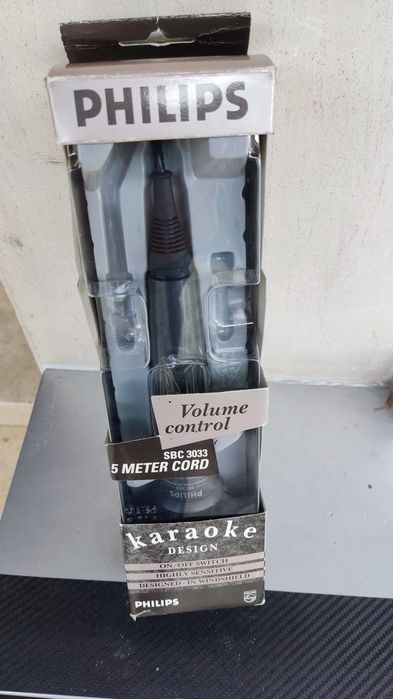 PHILIPS
Volume
control
SBC 3033
5 METER CORD
PHILIPS
karaoke
DESIGN
ON/OFF SWITCH
HIGHLY SENSITIVE
DESIGNED-IN WINDSHIELD
PHILIPS